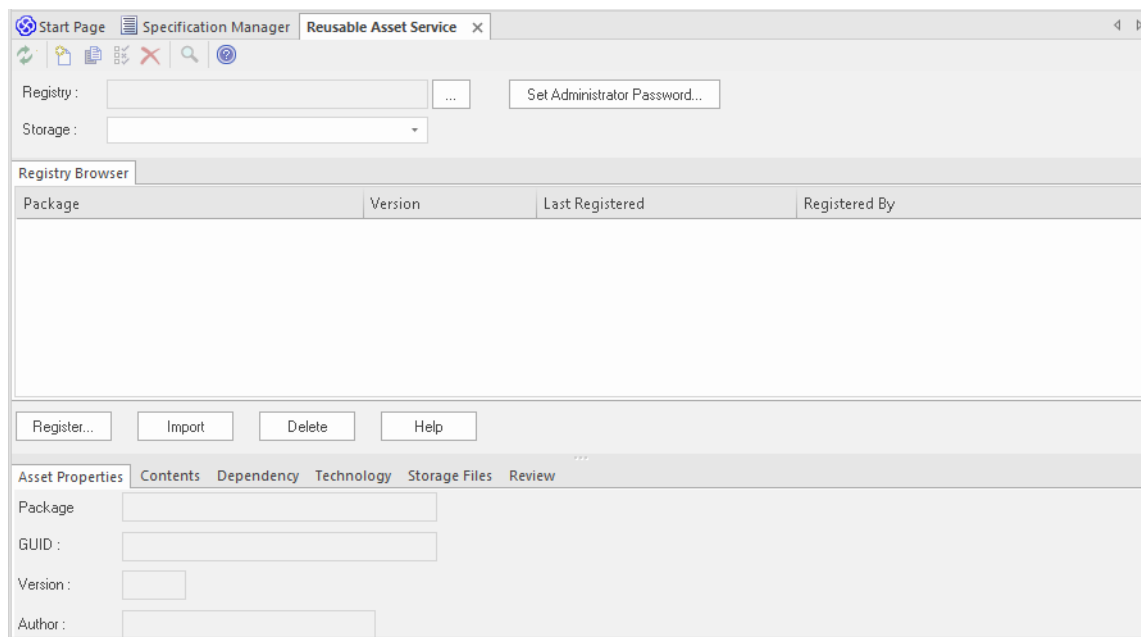 Start Page Specification Manager Reusable Asset Service
Registry :
... Set Administrator Password...
Storage :
Registry Browser
Package Version Last Registered Registered By
Register... Import Delete Help
Asset Properties Contents Dependency Technology Storage Files Review
Package
GUID :
Version :
Author :